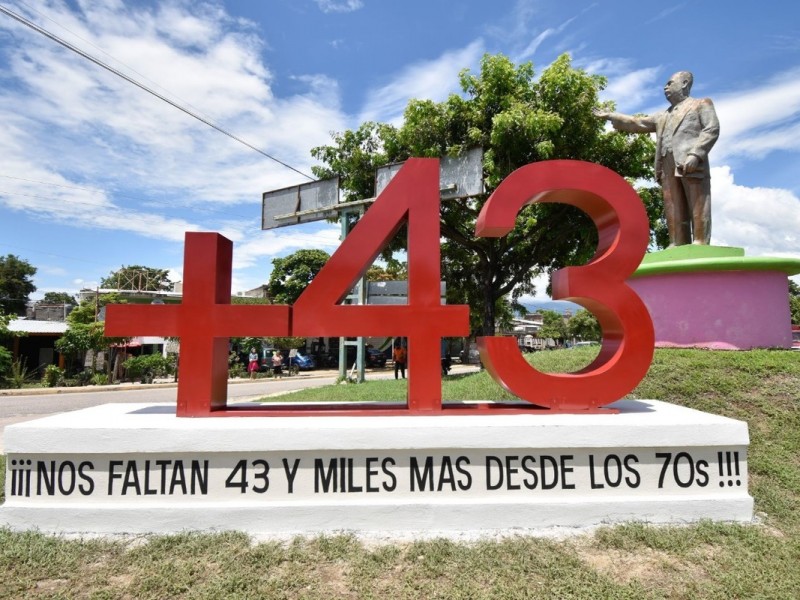 +43
¡¡¡NOS FALTAN 43 Y MILES MAS DESDE LOS 70s!!!